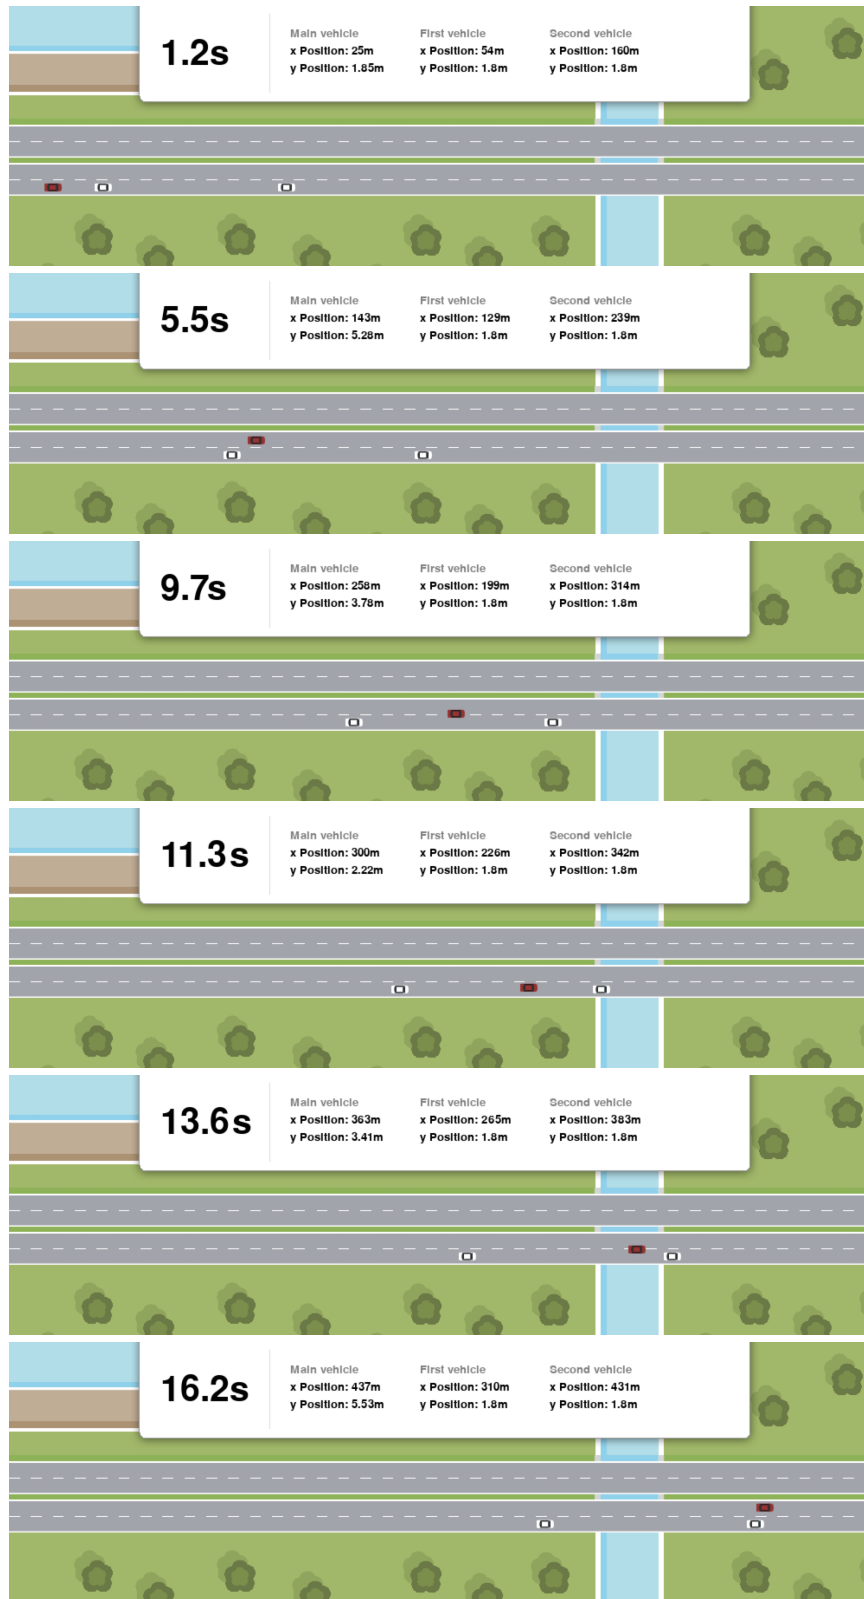 1.2s
Main vehicle First vehicle Second vehicle
x Position: 25m x Position: 54m x Position: 160m
y Position: 1.85m y Position: 1.8m y Position: 1.8m
5.5s
Main vehicle First vehicle Second vehicle
x Position: 143m x Position: 129m x Position: 239m
y Position: 5.28m y Position: 1.8m y Position: 1.8m
9.7s
Main vehicle First vehicle Second vehicle
x Position: 258m x Position: 199m x Position: 314m
y Position: 3.78m y Position: 1.8m y Position: 1.8m
11.3s
Main vehicle First vehicle Second vehicle
x Position: 300m x Position: 226m x Position: 342m
y Position: 2.22m y Position: 1.8m y Position: 1.8m
13.6s
Main vehicle First vehicle Second vehicle
x Position: 363m x Position: 265m x Position: 383m
y Position: 3.41m y Position: 1.8m y Position: 1.8m
16.2s
Main vehicle First vehicle Second vehicle
x Position: 437m x Position: 310m x Position: 431m
y Position: 5.53m y Position: 1.8m y Position: 1.8m